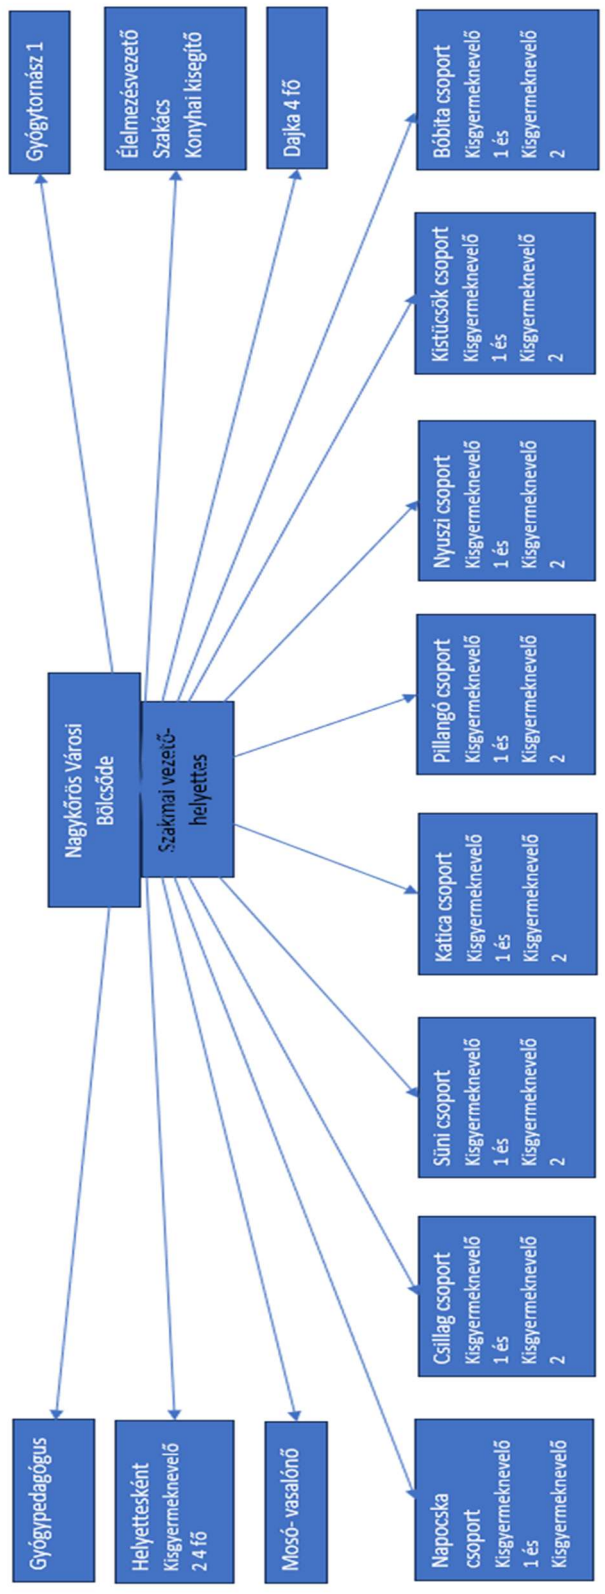 Nagykőrös Városi
Bölcsőde
Szakmai vezető-
helyettes
Gyógypedagógus
Helyettesként
Kisgyermeknevelő
2 4 fő
Mosó- vasalónő
Gyógytornász 1
Élelmezésvezető
Szakács
Konyhai kisegítő
Dajka 4 fő
Napocska
csoport
Kisgyermeknevelő
1 és
Kisgyermeknevelő
Csillag csoport
Kisgyermeknevelő
1 és
Kisgyermeknevelő
2
Süni csoport
Kisgyermeknevelő
1 és
Kisgyermeknevelő
2
Katica csoport
Kisgyermeknevelő
1 és
Kisgyermeknevelő
2
Pillangó csoport
Kisgyermeknevelő
1 és
Kisgyermeknevelő
2
Nyuszi csoport
Kisgyermeknevelő
1 és
Kisgyermeknevelő
2
Kistücsök csoport
Kisgyermeknevelő
1 és
Kisgyermeknevelő
2
Bóbita csoport
Kisgyermeknevelő
1 és
Kisgyermeknevelő
2